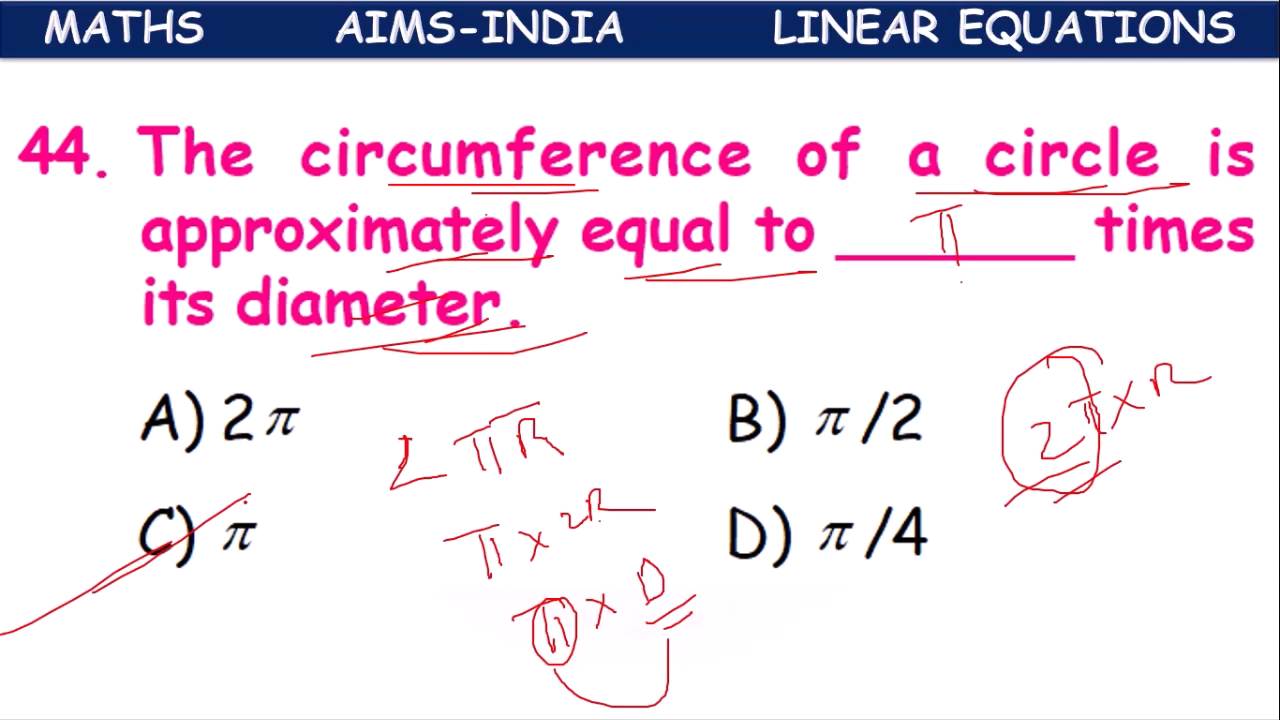 MATHS AIMS-INDIA LINEAR EQUATIONS
44. The circumference of a circle is
approximately equal to π times
its diameter.
A) 2π B) π/2
2πR
2π × R
C) π D) π/4
π × 2R
π × D